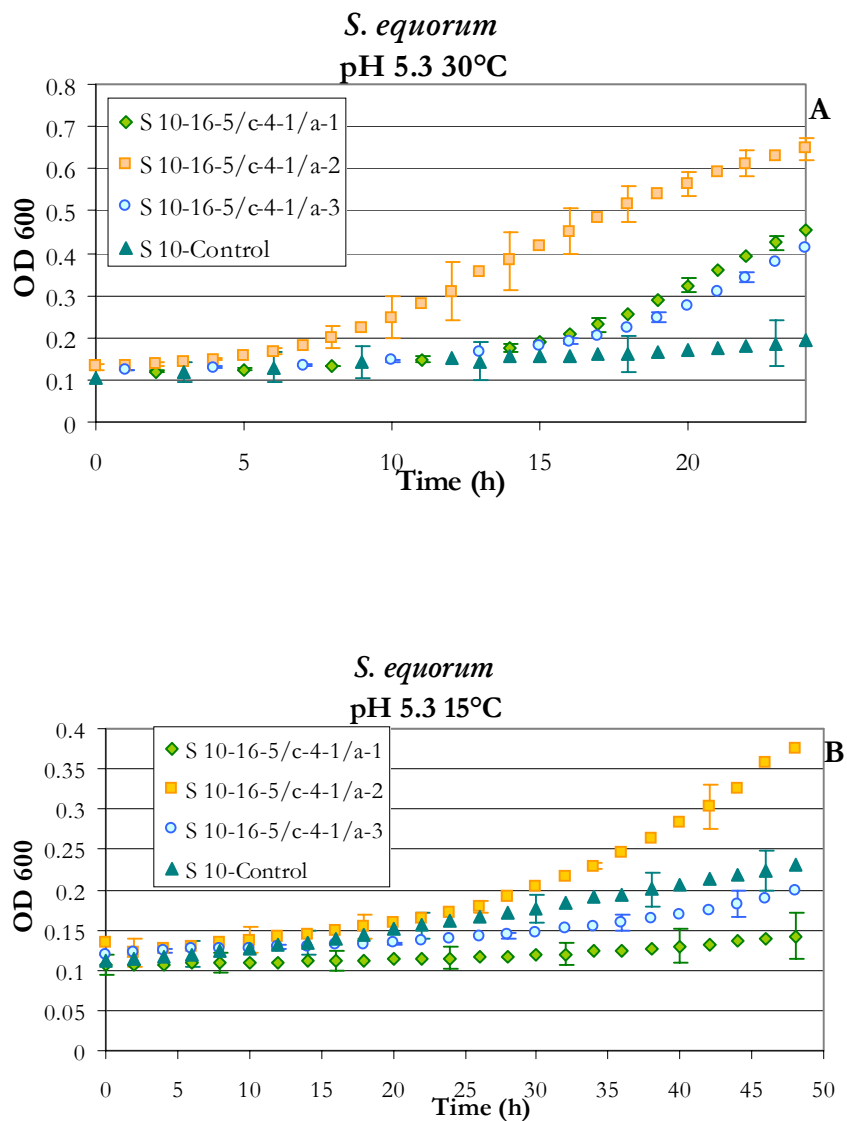 S. equorum
pH 5.3 30°C
A
0.8
0.7
0.6
0.5
0.4
0.3
0.2
0.1
0
OD 600
S 10-16-5/c-4-1/a-1
S 10-16-5/c-4-1/a-2
S 10-16-5/c-4-1/a-3
S 10-Control
0 5 10 15 20
Time (h)
S. equorum
pH 5.3 15°C
B
0.4
0.35
0.3
0.25
0.2
0.15
0.1
0.05
0
OD 600
S 10-16-5/c-4-1/a-1
S 10-16-5/c-4-1/a-2
S 10-16-5/c-4-1/a-3
S 10-Control
0 5 10 15 20 25 30 35 40 45 50
Time (h)